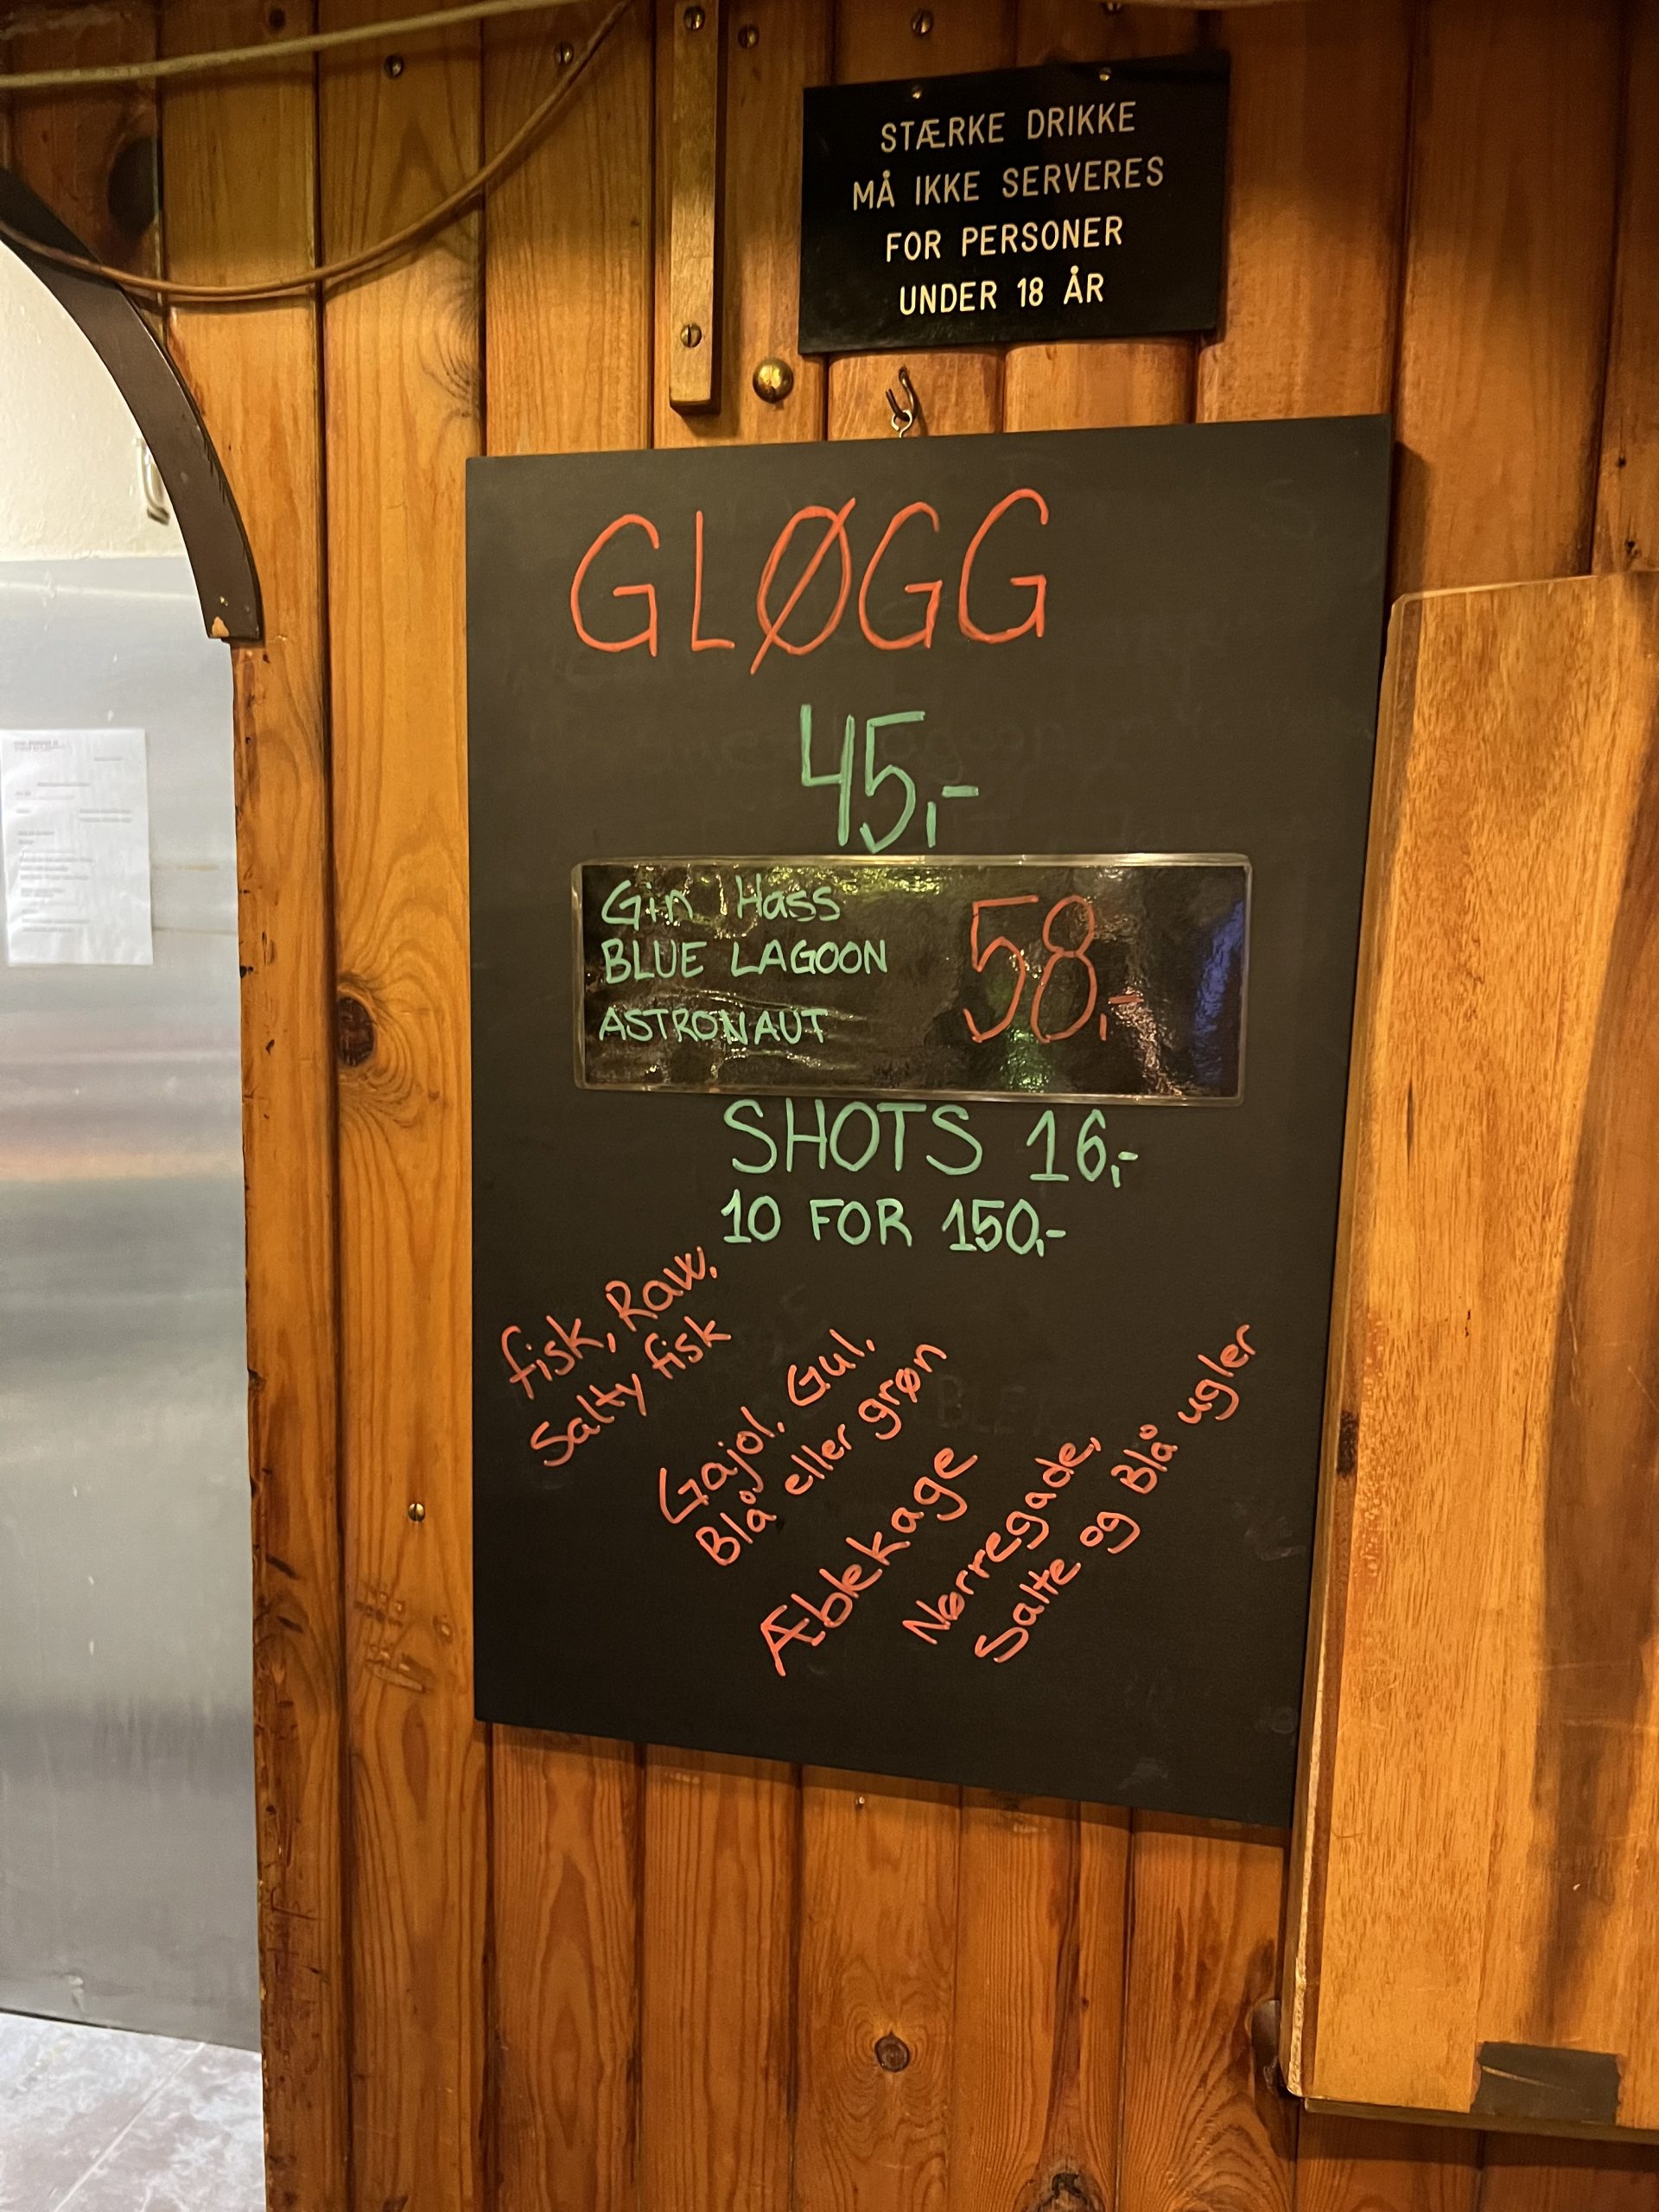 STÆRKE DRIKKE
MÅ IKKE SERVERES
FOR PERSONER
UNDER 18 ÅR
GLØGG
45,-
Gin Hass
BLUE LAGOON
ASTRONAUT
58,-
SHOTS 16,-
10 FOR 150,-
fisk, Raw.
Salty fisk
Gajol. Gul.
Blå eller grøn
Æblekage
Nørregade,
Salte og Blå ugler